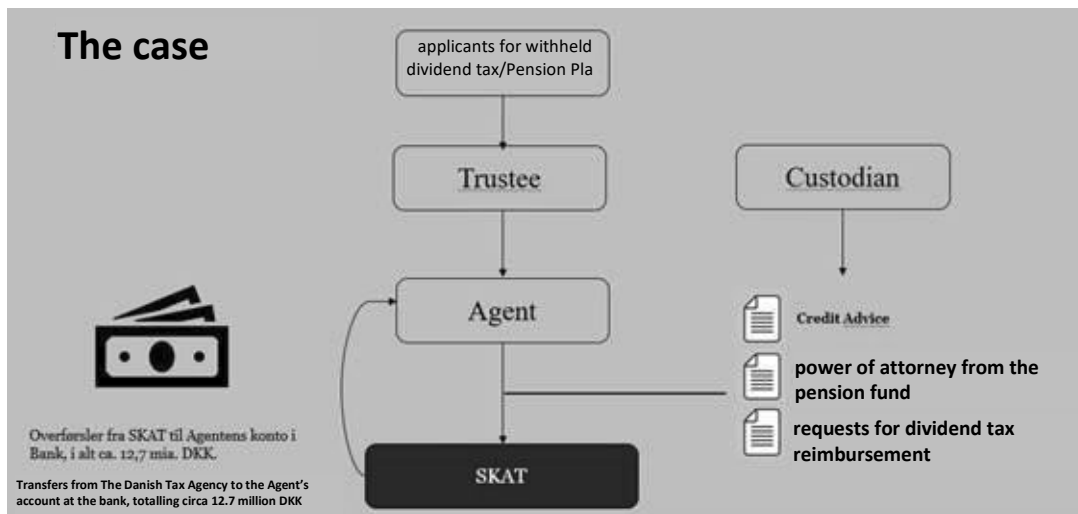 The case
applicants for withheld
dividend tax/Pension Pla
Trustee
Custodian
Agent
Credit Advice
power of attorney from the
pension fund
requests for dividend tax
reimbursement
SKAT
Overførsler fra SKAT til Agentens konto i
Bank, i alt ca. 12,7 mia. DKK.
Transfers from The Danish Tax Agency to the Agent's
account at the bank, totalling circa 12.7 million DKK